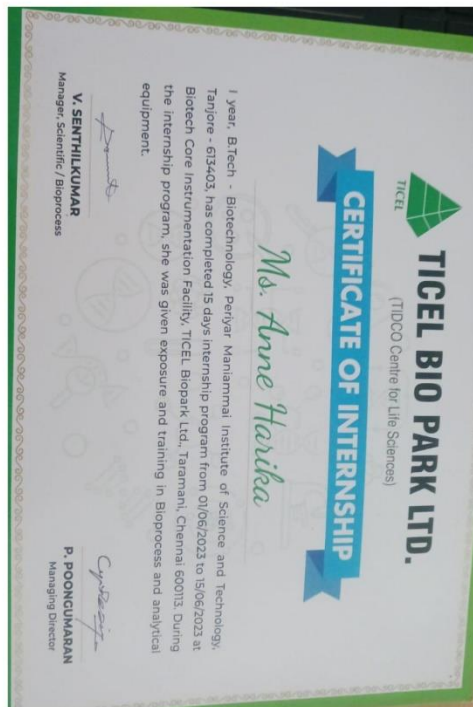 TICEL
TICEL BIO PARK LTD.
(TIDCO Centre for Life Sciences)
CERTIFICATE OF INTERNSHIP
Ms. Anne Harika
I year, B.Tech - Biotechnology, Periyar Maniammai Institute of Science and Technology,
Tanjore - 613403, has completed 15 days internship program from 01/06/2023 to 15/06/2023 at
Biotech Core Instrumentation Facility, TICEL Biopark Ltd., Taramani, Chennai 600113. During
the internship program, she was given exposure and training in Bioprocess and analytical
equipment.
V. SENTHILKUMAR
Manager, Scientific / Bioprocess
P. POONGUMARAN
Managing Director